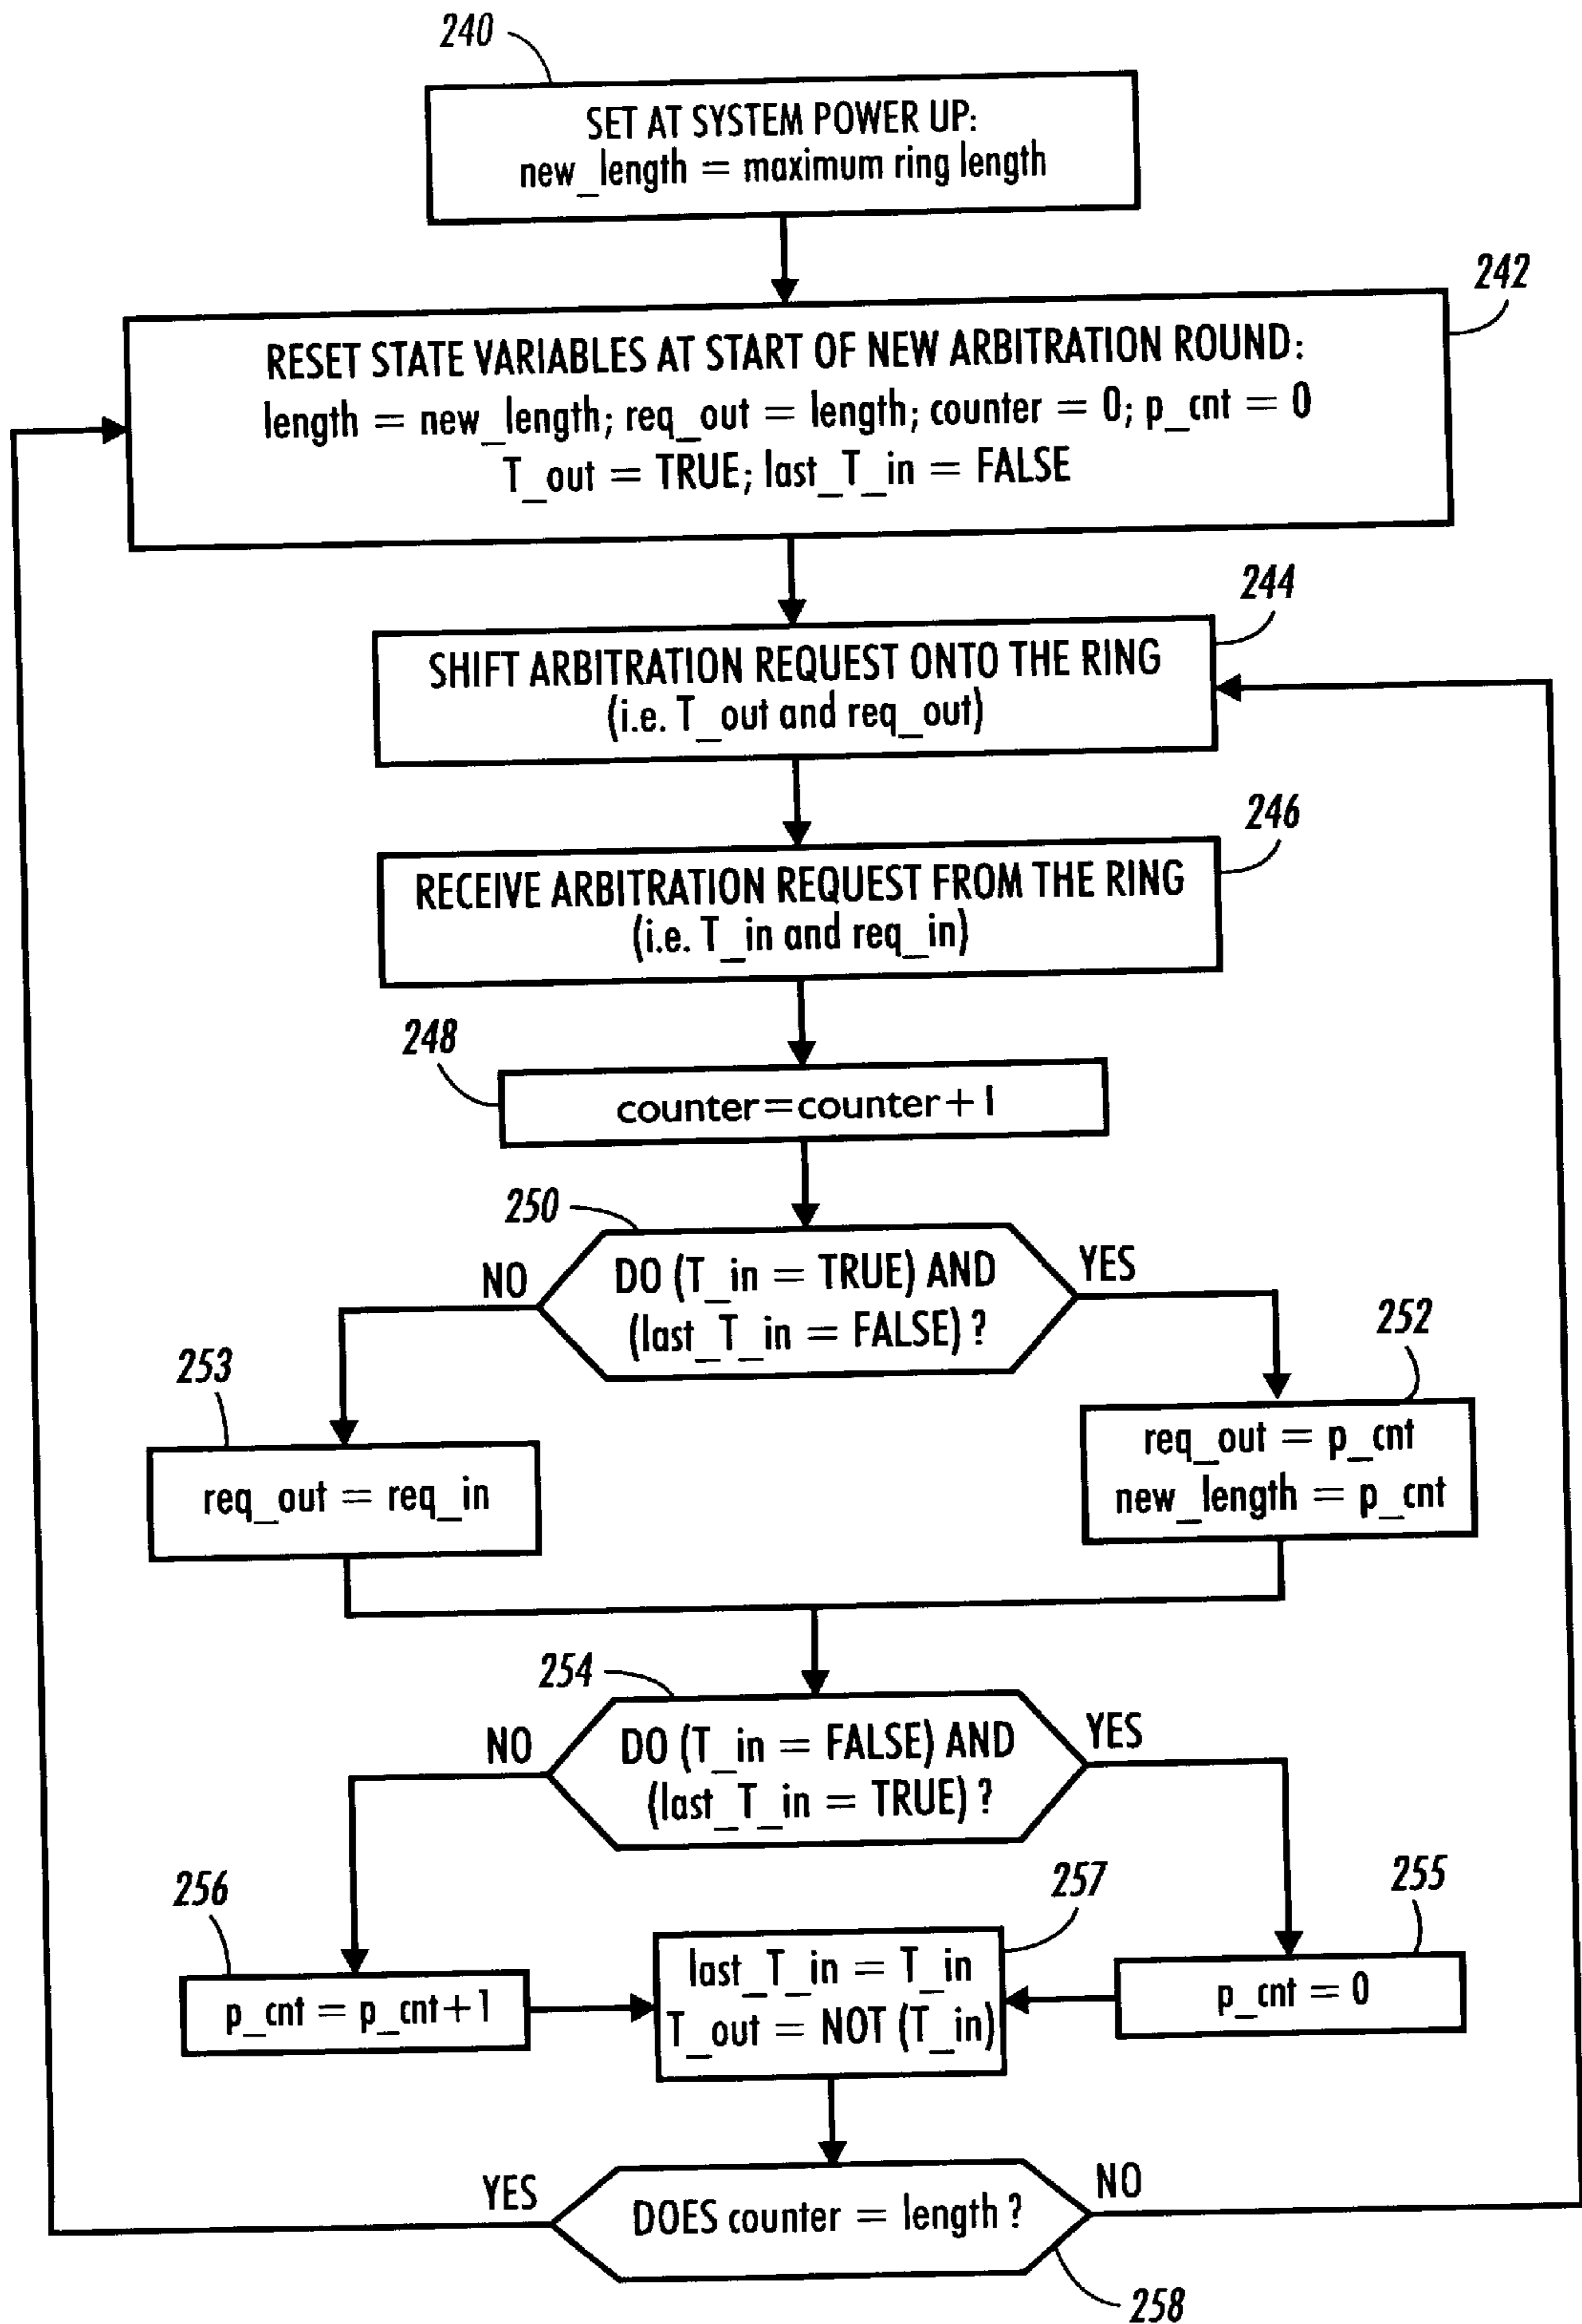 240
SET AT SYSTEM POWER UP:
new_length = maximum ring length
242
RESET STATE VARIABLES AT START OF NEW ARBITRATION ROUND:
length = new_length; req_out = length; counter = 0; p_cnt = 0
T_out = TRUE; last_T_in = FALSE
244
SHIFT ARBITRATION REQUEST ONTO THE RING
(i.e. T_out and req_out)
246
RECEIVE ARBITRATION REQUEST FROM THE RING
(i.e. T_in and req_in)
248
counter=counter+1
250
NO
DO (T_in = TRUE) AND
(last_T_in = FALSE) ?
YES
252
253
req_out = req_in
req_out = p_cnt
new_length = p_cnt
254
NO
DO (T_in = FALSE) AND
(last_T_in = TRUE) ?
YES
256
257
255
p_cnt = p_cnt+1
last_T_in = T_in
T_out = NOT (T_in)
p_cnt = 0
YES
DOES counter = length ?
NO
258